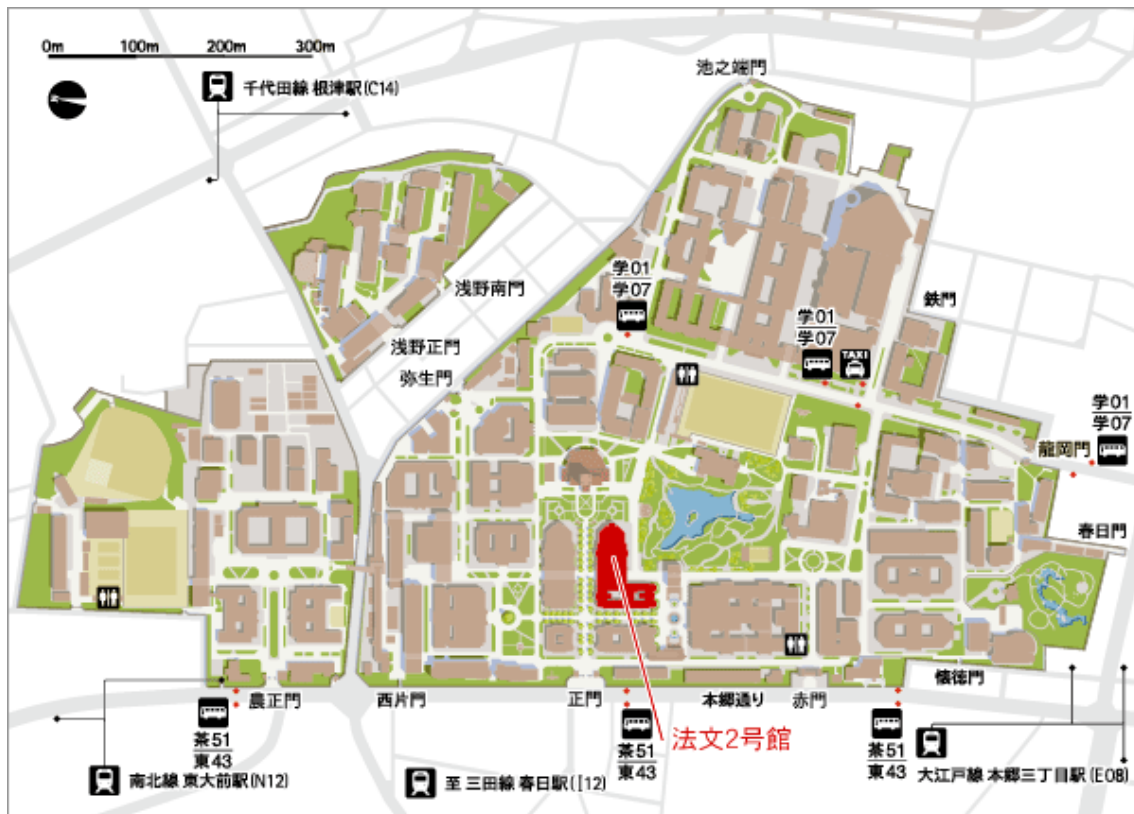 0m 100m 200m 300m
千代田線 根津駅(C14)
池之端門
浅野南門
学01
学07
鉄門
学01
学07
TAXI
浅野正門
弥生門
学01
学07
龍岡門
春日門
懐徳門
農正門
西片門
正門
本郷通り
赤門
茶51
東43
茶51
東43
法文2号館
茶51
東43
南北線 東大前駅(N12)
至 三田線 春日駅(I12)
大江戸線 本郷三丁目駅(E08)